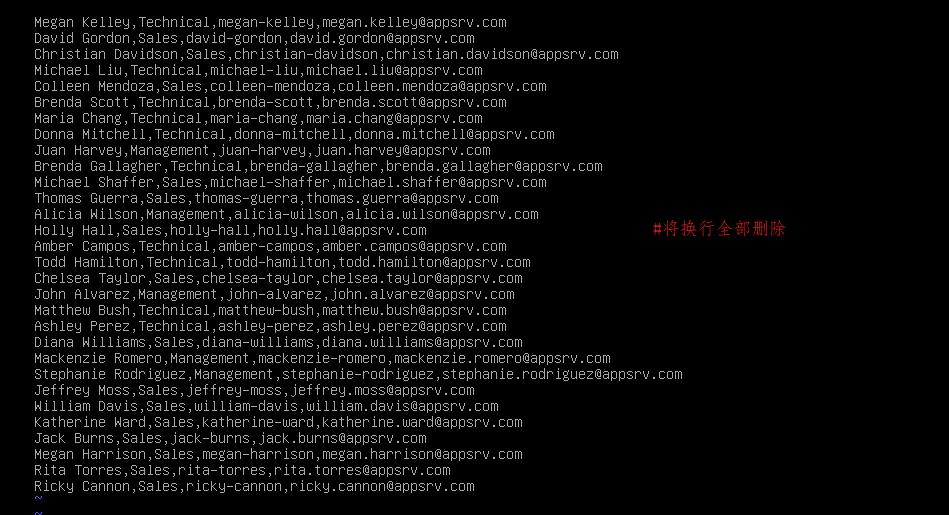 Megan Kelley,Technical,megan-kelley,megan.kelley@appsrv.com
David Gordon,Sales,david-gordon,david.gordon@appsrv.com
Christian Davidson,Sales,christian-davidson,christian.davidson@appsrv.com
Michael Liu,Technical,michael-liu,michael.liu@appsrv.com
Colleen Mendoza,Sales,colleen-mendoza,colleen.mendoza@appsrv.com
Brenda Scott,Technical,brenda-scott,brenda.scott@appsrv.com
Maria Chang,Technical,maria-chang,maria.chang@appsrv.com
Donna Mitchell,Technical,donna-mitchell,donna.mitchell@appsrv.com
Juan Harvey,Management,juan-harvey,juan.harvey@appsrv.com
Brenda Gallagher,Technical,brenda-gallagher,brenda.gallagher@appsrv.com
Michael Shaffer,Sales,michael-shaffer,michael.shaffer@appsrv.com
Thomas Guerra,Sales,thomas-guerra,thomas.guerra@appsrv.com
Alicia Wilson,Management,alicia-wilson,alicia.wilson@appsrv.com
Holly Hall,Sales,holly-hall,holly.hall@appsrv.com
#将换行全部删除
Amber Campos,Technical,amber-campos,amber.campos@appsrv.com
Todd Hamilton,Technical,todd-hamilton,todd.hamilton@appsrv.com
Chelsea Taylor,Sales,chelsea-taylor,chelsea.taylor@appsrv.com
John Alvarez,Management,john-alvarez,john.alvarez@appsrv.com
Matthew Bush,Technical,matthew-bush,matthew.bush@appsrv.com
Ashley Perez,Technical,ashley-perez,ashley.perez@appsrv.com
Diana Williams,Sales,diana-williams,diana.williams@appsrv.com
Mackenzie Romero,Management,mackenzie-romero,mackenzie.romero@appsrv.com
Stephanie Rodriguez,Management,stephanie-rodriguez,stephanie.rodriguez@appsrv.com
Jeffrey Moss,Sales,jeffrey-moss,jeffrey.moss@appsrv.com
William Davis,Sales,william-davis,william.davis@appsrv.com
Katherine Ward,Sales,katherine-ward,katherine.ward@appsrv.com
Jack Burns,Sales,jack-burns,jack.burns@appsrv.com
Megan Harrison,Sales,megan-harrison,megan.harrison@appsrv.com
Rita Torres,Sales,rita-torres,rita.torres@appsrv.com
Ricky Cannon,Sales,ricky-cannon,ricky.cannon@appsrv.com
~
~